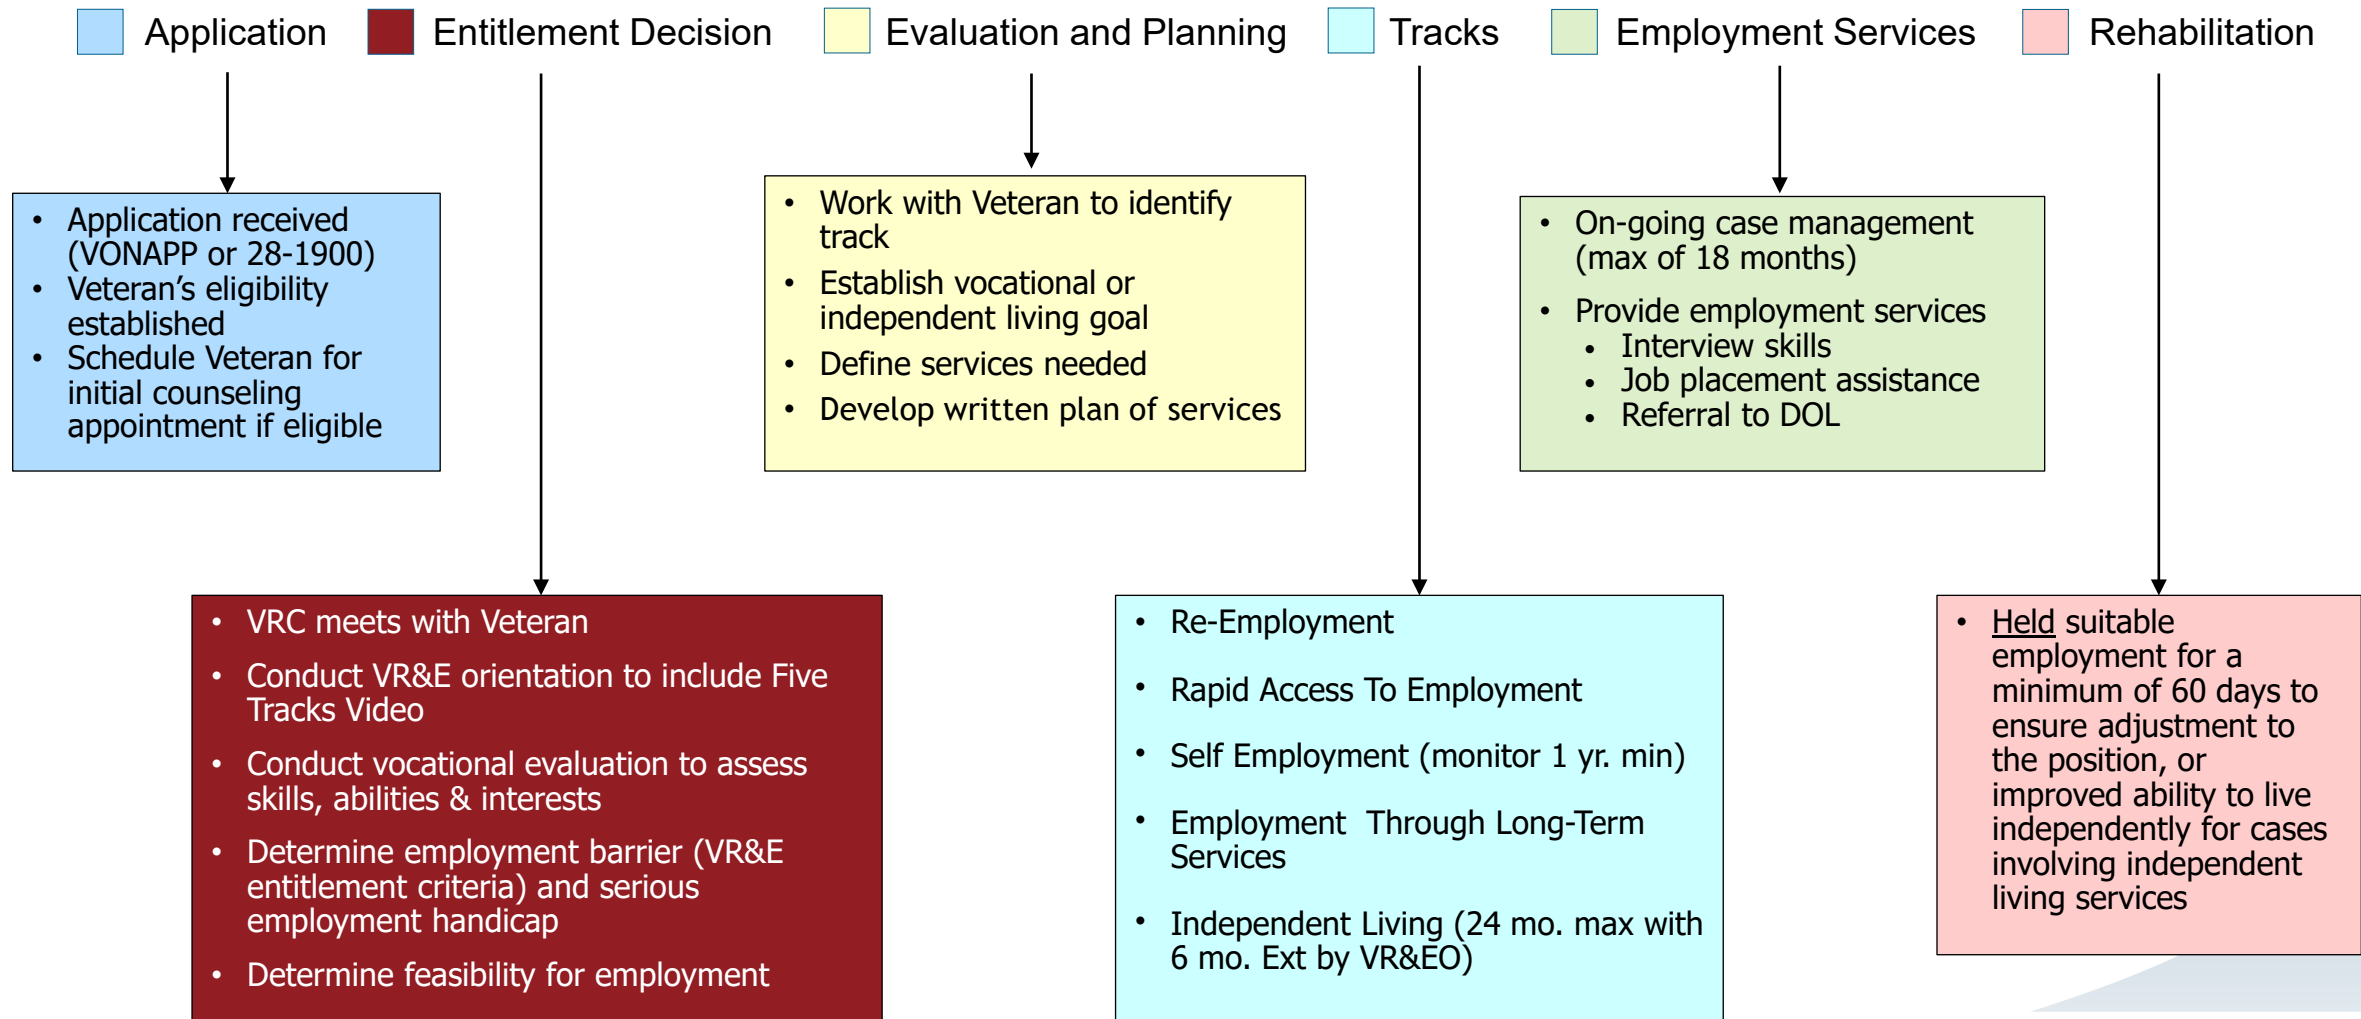 Application
Entitlement Decision
Evaluation and Planning
Tracks
Employment Services
Rehabilitation
• Application received
(VONAPP or 28-1900)
• Veteran’s eligibility
established
• Schedule Veteran for
initial counseling
appointment if eligible
• VRC meets with Veteran
• Conduct VR&E orientation to include Five
Tracks Video
• Conduct vocational evaluation to assess
skills, abilities & interests
• Determine employment barrier (VR&E
entitlement criteria) and serious
employment handicap
• Determine feasibility for employment
• Work with Veteran to identify
track
• Establish vocational or
independent living goal
• Define services needed
• Develop written plan of services
• Re-Employment
• Rapid Access To Employment
• Self Employment (monitor 1 yr. min)
• Employment Through Long-Term
Services
• Independent Living (24 mo. max with
6 mo. Ext by VR&EO)
• On-going case management
(max of 18 months)
• Provide employment services
• Interview skills
• Job placement assistance
• Referral to DOL
• Held suitable
employment for a
minimum of 60 days to
ensure adjustment to
the position, or
improved ability to live
independently for cases
involving independent
living services